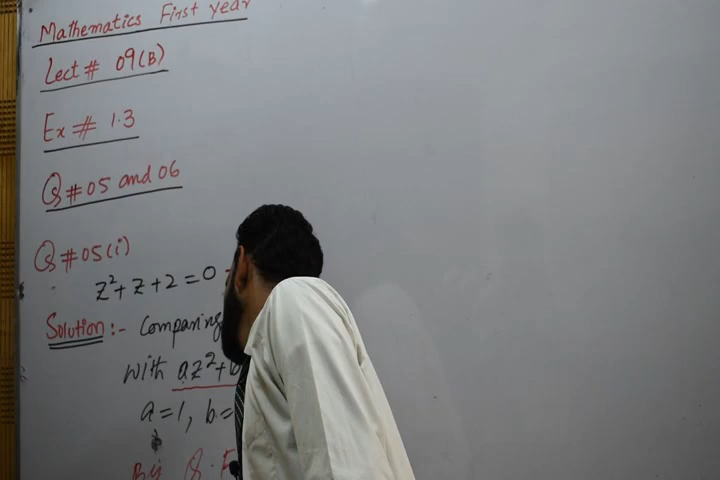 Mathematics First year
Lect # 09(B)
Ex # 1.3
Q # 05 and 06
Q # 05(i)
z²+z+2=0
Solution :- Comparing
with az²+b
a=1, b=
By Q.F